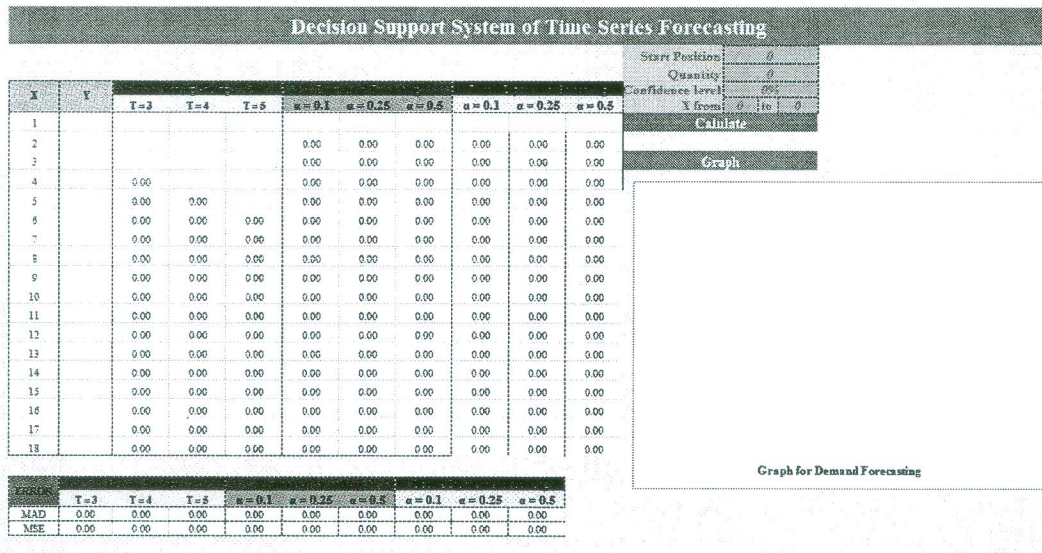 Decision Support System of Time Series Forecasting
Start Position 0
Quantity 0
Confidence level 0%
X from 0 to 0
Calulate
Graph
X Y T=3 T=4 T=5 α=0.1 α=0.25 α=0.5 α=0.1 α=0.25 α=0.5
1
2 0.00 0.00 0.00 0.00 0.00 0.00
3 0.00 0.00 0.00 0.00 0.00 0.00
4 0.00 0.00 0.00 0.00 0.00 0.00 0.00
5 0.00 0.00 0.00 0.00 0.00 0.00 0.00 0.00
6 0.00 0.00 0.00 0.00 0.00 0.00 0.00 0.00 0.00
7 0.00 0.00 0.00 0.00 0.00 0.00 0.00 0.00 0.00
8 0.00 0.00 0.00 0.00 0.00 0.00 0.00 0.00 0.00
9 0.00 0.00 0.00 0.00 0.00 0.00 0.00 0.00 0.00
10 0.00 0.00 0.00 0.00 0.00 0.00 0.00 0.00 0.00
11 0.00 0.00 0.00 0.00 0.00 0.00 0.00 0.00 0.00
12 0.00 0.00 0.00 0.00 0.00 0.00 0.00 0.00 0.00
13 0.00 0.00 0.00 0.00 0.00 0.00 0.00 0.00 0.00
14 0.00 0.00 0.00 0.00 0.00 0.00 0.00 0.00 0.00
15 0.00 0.00 0.00 0.00 0.00 0.00 0.00 0.00 0.00
16 0.00 0.00 0.00 0.00 0.00 0.00 0.00 0.00 0.00
17 0.00 0.00 0.00 0.00 0.00 0.00 0.00 0.00 0.00
18 0.00 0.00 0.00 0.00 0.00 0.00 0.00 0.00 0.00
Graph for Demand Forecasting
ERROR T=3 T=4 T=5 α=0.1 α=0.25 α=0.5 α=0.1 α=0.25 α=0.5
MAD 0.00 0.00 0.00 0.00 0.00 0.00 0.00 0.00 0.00
MSE 0.00 0.00 0.00 0.00 0.00 0.00 0.00 0.00 0.00